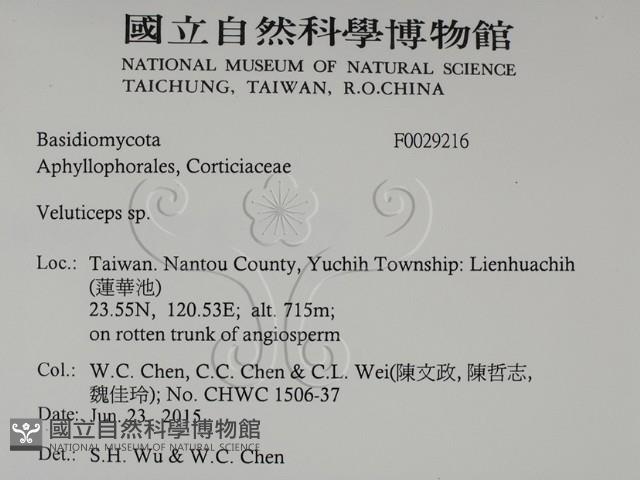 國立自然科學博物館
NATIONAL MUSEUM OF NATURAL SCIENCE
TAICHUNG, TAIWAN, R.O.CHINA
Basidiomycota F0029216
Aphyllophorales, Corticiaceae
Veluticeps sp.
Loc.: Taiwan. Nantou County, Yuchih Township: Lienhuachih
(蓮華池)
23.55N, 120.53E; alt. 715m;
on rotten trunk of angiosperm
Col.: W.C. Chen, C.C. Chen & C.L. Wei(陳文政, 陳哲志,
魏佳玲); No. CHWC 1506-37
Date: Jun. 23, 2015
國立自然科學博物館
NATIONAL MUSEUM OF NATURAL SCIENCE
Det.: S.H. Wu & W.C. Chen